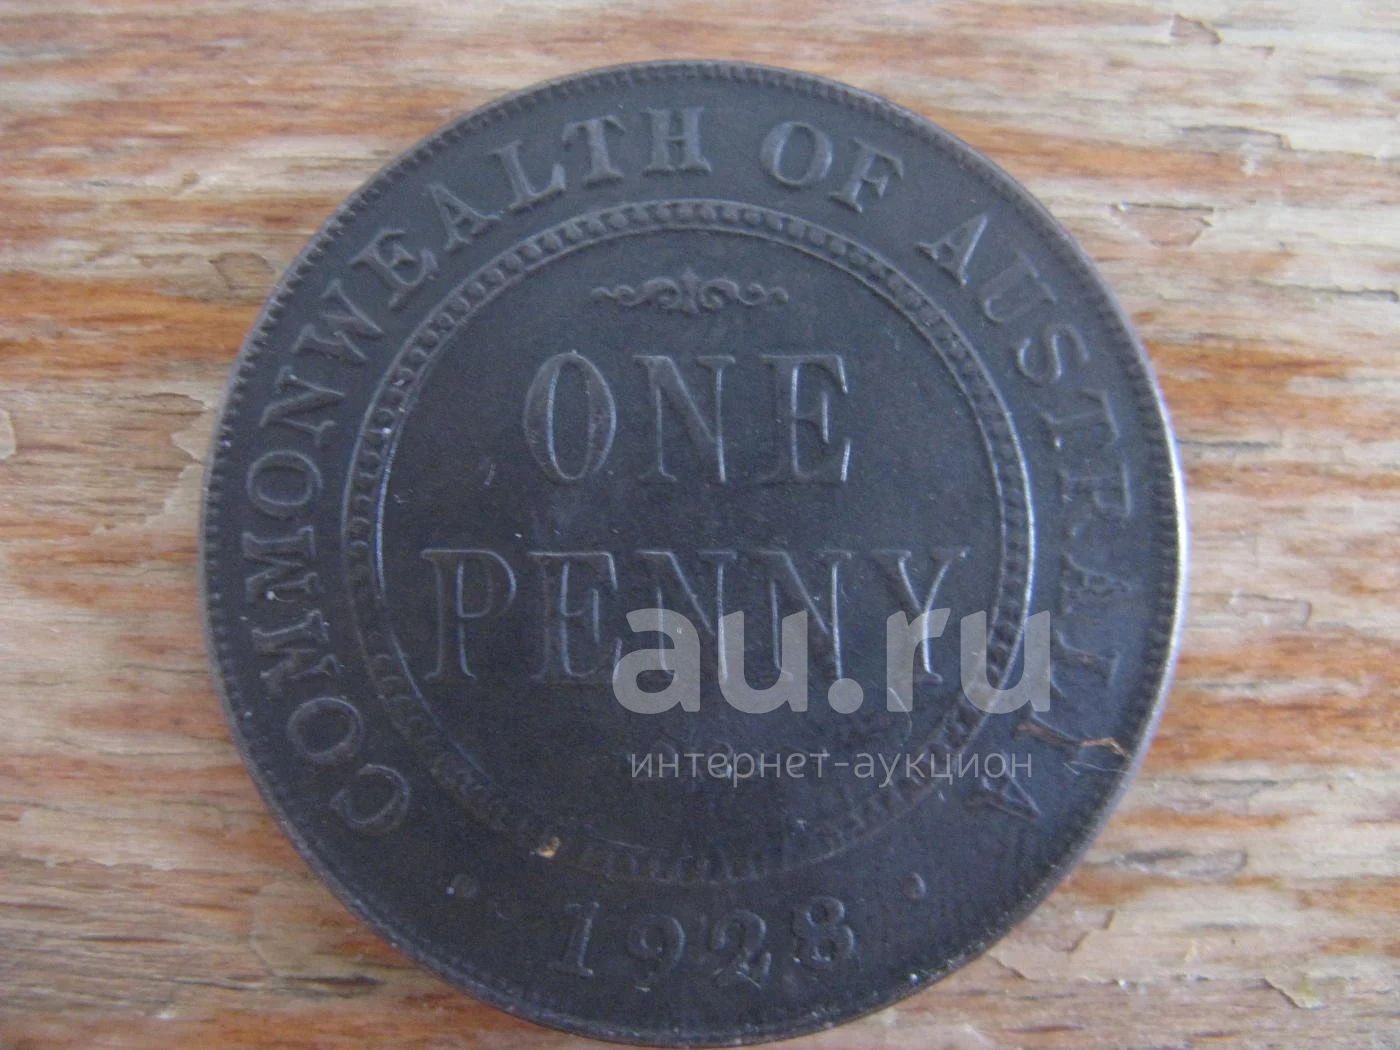 COMMONWEALTH OF AUSTRALIA
ONE
PENNY
· 1928 ·
au.ru
интернет-аукцион